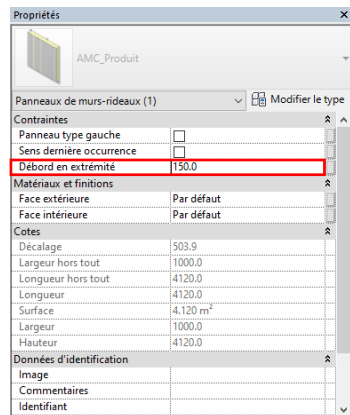 Propriétés
AMC_Produit
Panneaux de murs-rideaux (1) Modifier le type
Contraintes
Panneau type gauche
Sens dernière occurrence
Débord en extrémité 150.0
Matériaux et finitions
Face extérieure Par défaut
Face intérieure Par défaut
Cotes
Décalage 503.9
Largeur hors tout 1000.0
Longueur hors tout 4120.0
Longueur 4120.0
Surface 4.120 m²
Largeur 1000.0
Hauteur 4120.0
Données d'identification
Image
Commentaires
Identifiant